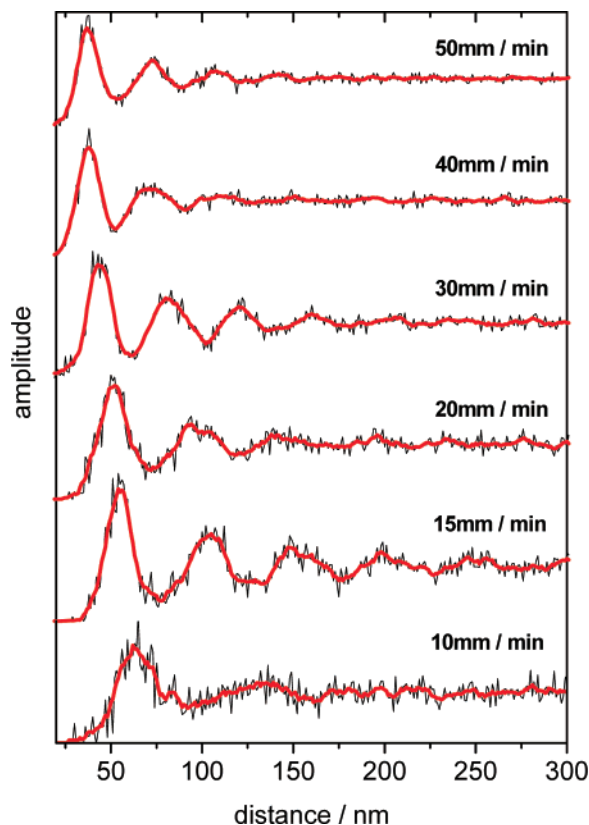 50mm / min
40mm / min
30mm / min
20mm / min
15mm / min
10mm / min
amplitude
50 100 150 200 250 300
distance / nm